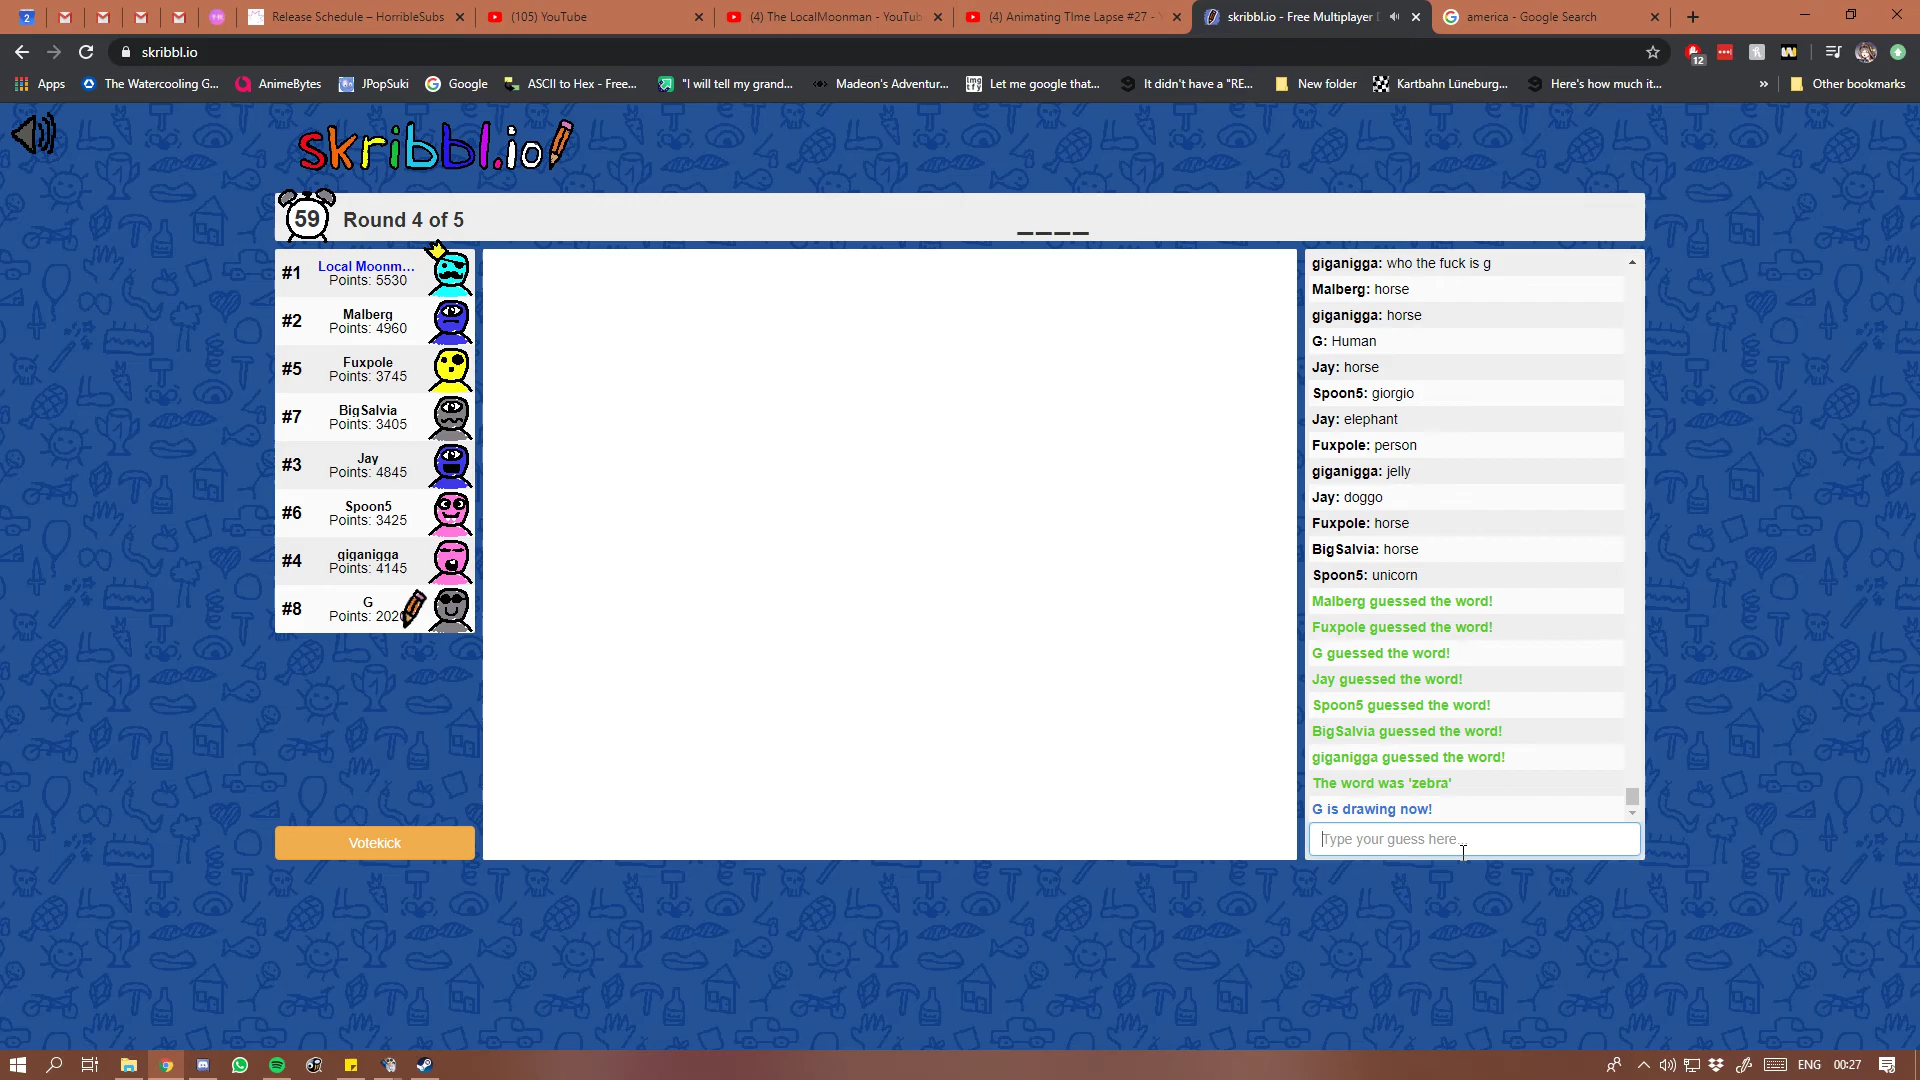 2
Release Schedule – HorribleSubs
(105) YouTube
(4) The LocalMoonman - YouTub
(4) Animating TIme Lapse #27 -
skribbl.io - Free Multiplayer
america - Google Search
skribbl.io
12
Apps
The Watercooling G...
AnimeBytes
JPopSuki
Google
ASCII to Hex - Free...
"I will tell my grand...
Madeon's Adventur...
Let me google that...
It didn't have a "RE...
New folder
Kartbahn Lüneburg...
Here's how much it...
Other bookmarks
skribbl.io
59
Round 4 of 5
_ _ _ _
#1
Local Moonm...
Points: 5530
#2
Malberg
Points: 4960
#5
Fuxpole
Points: 3745
#7
BigSalvia
Points: 3405
#3
Jay
Points: 4845
#6
Spoon5
Points: 3425
#4
giganigga
Points: 4145
#8
G
Points: 2020
Votekick
giganigga: who the fuck is g
Malberg: horse
giganigga: horse
G: Human
Jay: horse
Spoon5: giorgio
Jay: elephant
Fuxpole: person
giganigga: jelly
Jay: doggo
Fuxpole: horse
BigSalvia: horse
Spoon5: unicorn
Malberg guessed the word!
Fuxpole guessed the word!
G guessed the word!
Jay guessed the word!
Spoon5 guessed the word!
BigSalvia guessed the word!
giganigga guessed the word!
The word was 'zebra'
G is drawing now!
Type your guess here...
ENG
00:27